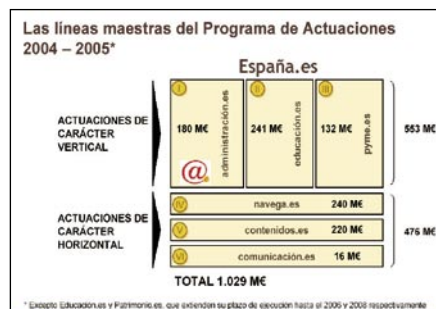 Las líneas maestras del Programa de Actuaciones
2004 – 2005*
España.es
ACTUACIONES DE
CARÁCTER
VERTICAL
I
180 M€
administración.es
@
II
241 M€
educación.es
III
132 M€
pyme.es
553 M€
ACTUACIONES DE
CARÁCTER
HORIZONTAL
IV navega.es 240 M€
V contenidos.es 220 M€
VI comunicación.es 16 M€
476 M€
TOTAL 1.029 M€
* Excepto Educación.es y Patrimonio.es, que extienden su plazo de ejecución hasta el 2006 y 2008 respectivamente